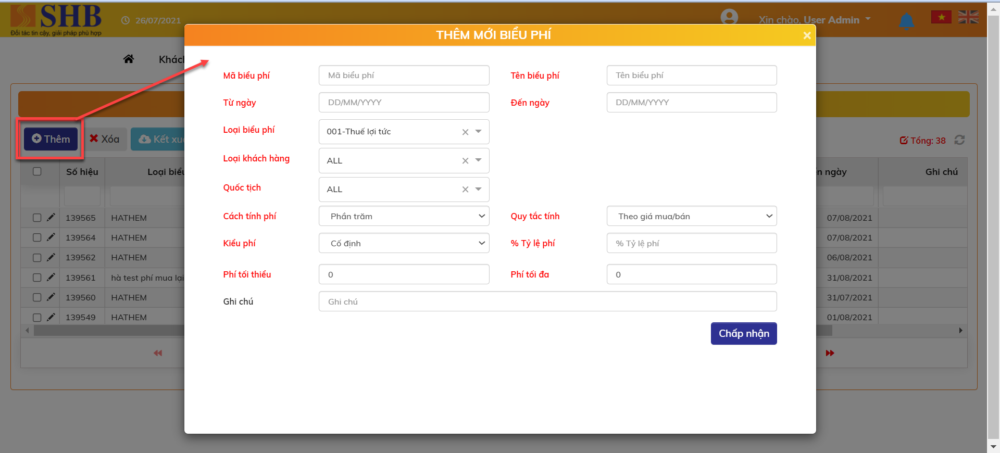 SHB
Đối tác tin cậy, giải pháp phù hợp
26/07/2021
Xin chào, User Admin
THÊM MỚI BIỂU PHÍ
×
Khách
Mã biểu phí Mã biểu phí Tên biểu phí Tên biểu phí
Từ ngày DD/MM/YYYY Đến ngày DD/MM/YYYY
Loại biểu phí 001-Thuế lợi tức
Loại khách hàng ALL
Quốc tịch ALL
Cách tính phí Phần trăm Quy tắc tính Theo giá mua/bán
Kiểu phí Cố định % Tỷ lệ phí % Tỷ lệ phí
Phí tối thiểu 0 Phí tối đa 0
Ghi chú Ghi chú
Chấp nhận
Thêm Xóa Kết xuấ
Tổng: 38
Số hiệu Loại biểu n ngày Ghi chú
139565 HATHEM 07/08/2021
139564 HATHEM 07/08/2021
139562 HATHEM 06/08/2021
139561 hà test phí mua lại 31/08/2021
139560 HATHEM 31/07/2021
139549 HATHEM 01/08/2021